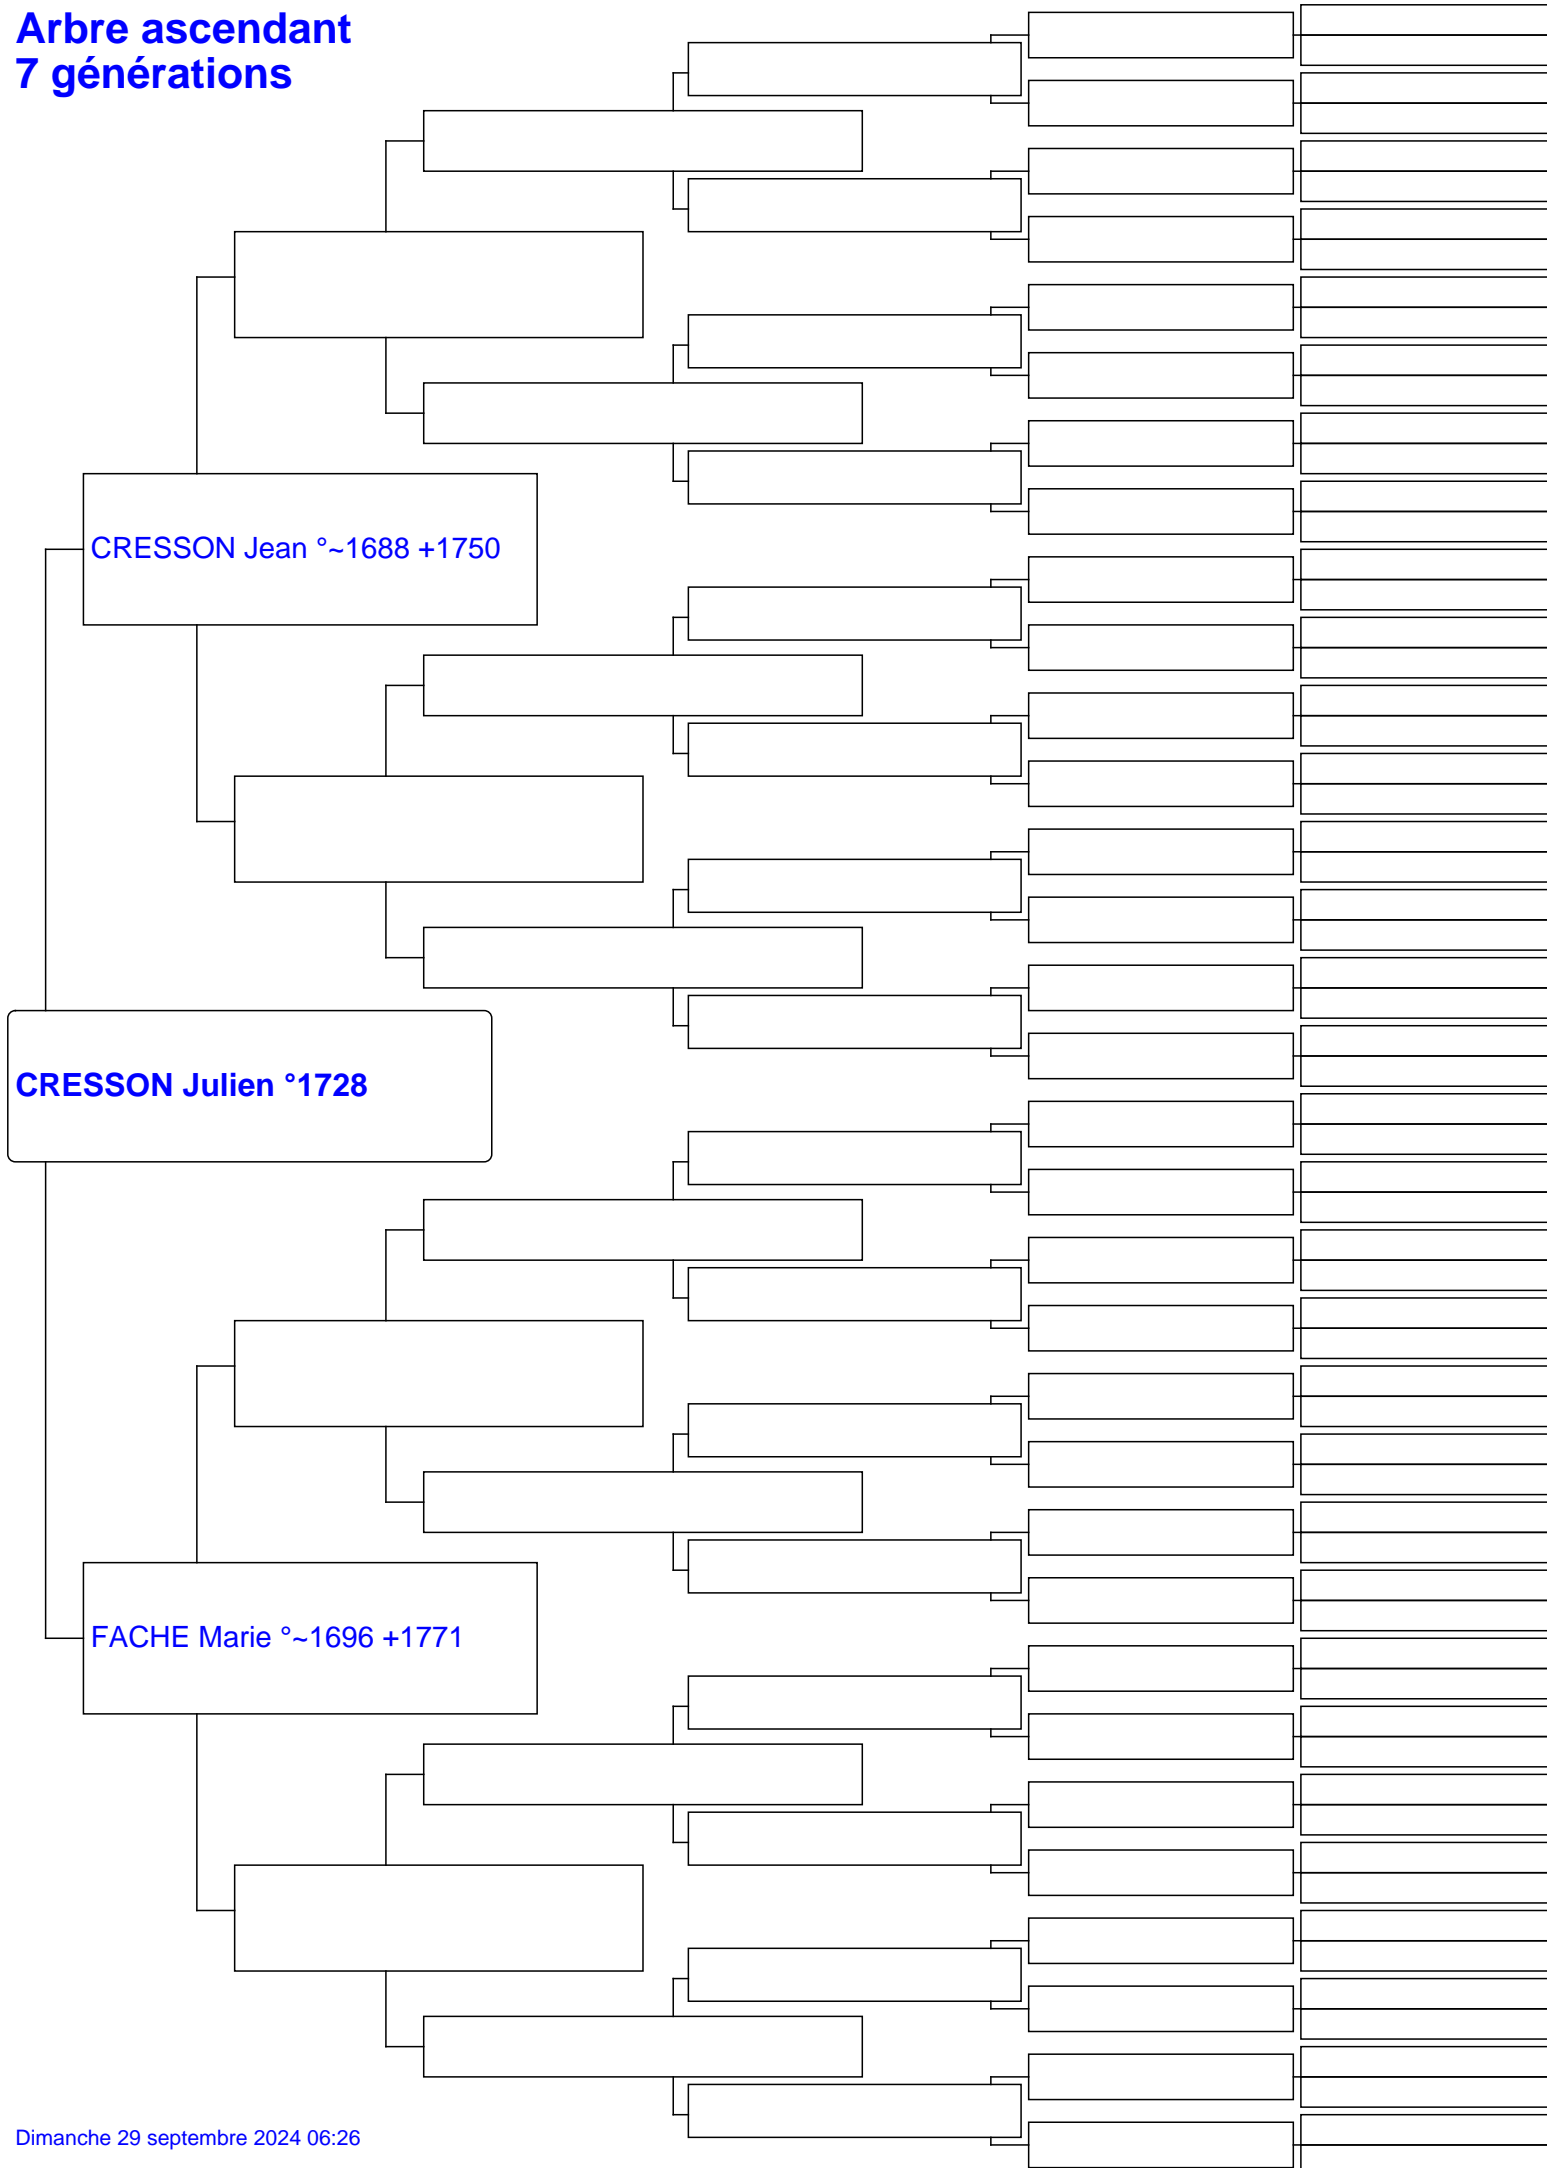 Arbre ascendant
7 générations
CRESSON Jean °~1688 +1750
CRESSON Julien °1728
FACHE Marie °~1696 +1771
Dimanche 29 septembre 2024 06:26